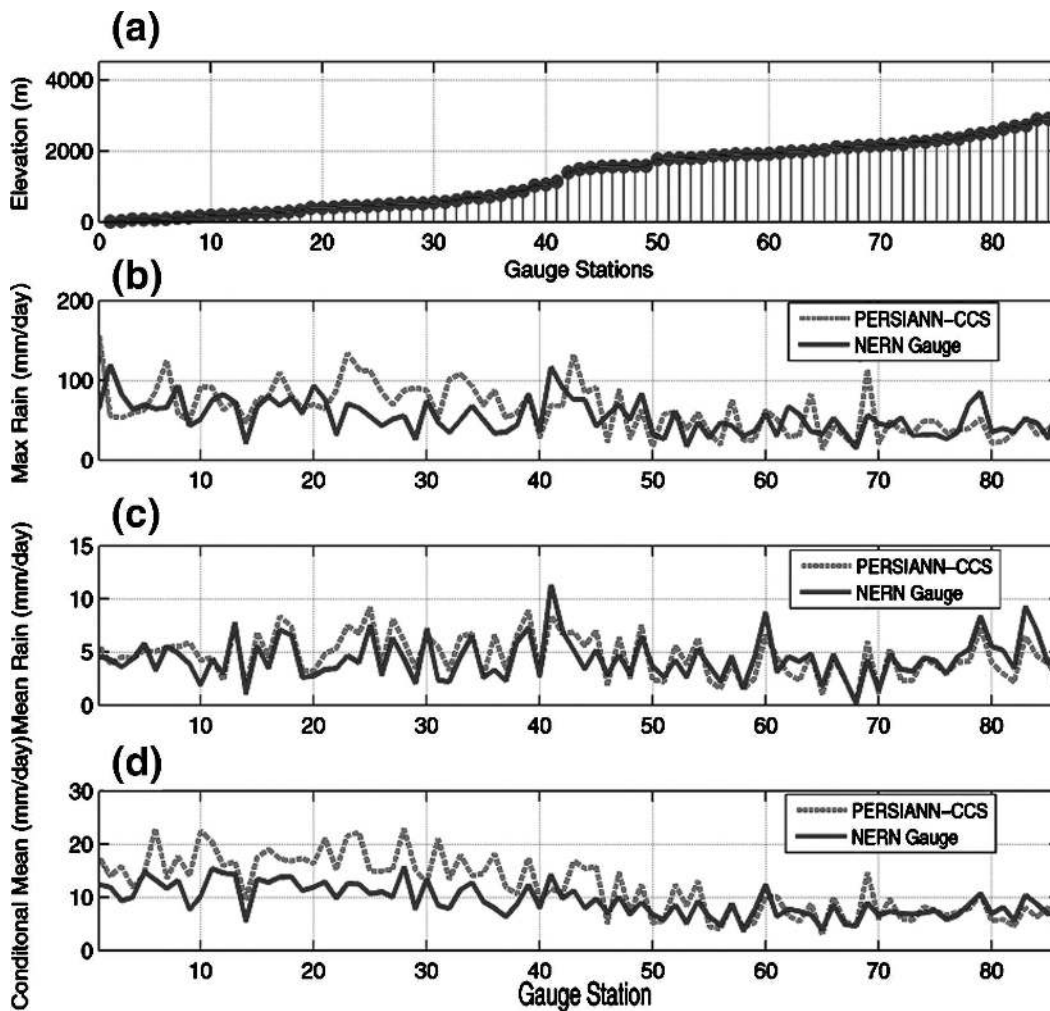 (a)
Elevation (m)
4000
2000
0
0 10 20 30 40 50 60 70 80
Gauge Stations
(b)
Max Rain (mm/day)
200
100
0
PERSIANN-CCS
NERN Gauge
10 20 30 40 50 60 70 80
(c)
Mean Rain (mm/day)
15
10
5
0
PERSIANN-CCS
NERN Gauge
10 20 30 40 50 60 70 80
(d)
Conditonal Mean (mm/day)
30
20
10
0
PERSIANN-CCS
NERN Gauge
10 20 30 40 50 60 70 80
Gauge Station